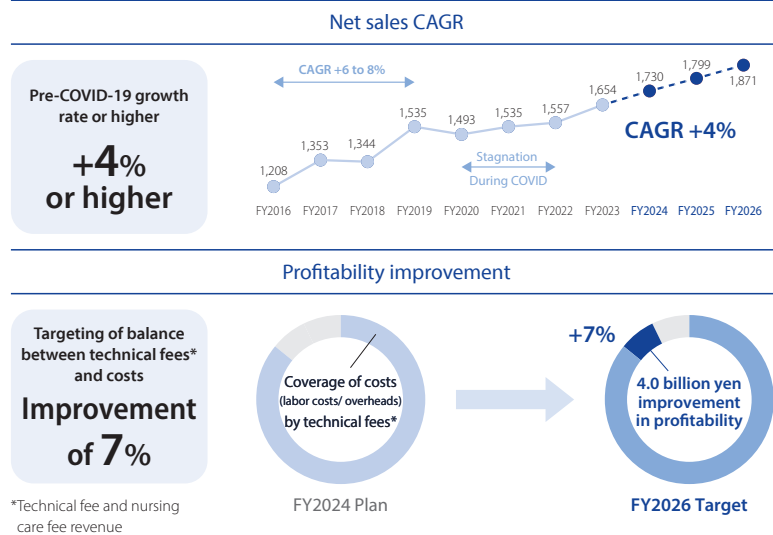 Net sales CAGR
Pre-COVID-19 growth
rate or higher
+4%
or higher
CAGR +6 to 8%
1,208
1,353
1,344
1,535
1,493
1,535
1,557
1,654
1,730
1,799
1,871
CAGR +4%
Stagnation
During COVID
FY2016 FY2017 FY2018 FY2019 FY2020 FY2021 FY2022 FY2023 FY2024 FY2025 FY2026
Profitability improvement
Targeting of balance
between technical fees*
and costs
Improvement
of 7%
*Technical fee and nursing
care fee revenue
Coverage of costs
(labor costs/ overheads)
by technical fees*
FY2024 Plan
+7%
4.0 billion yen
improvement
in profitability
FY2026 Target